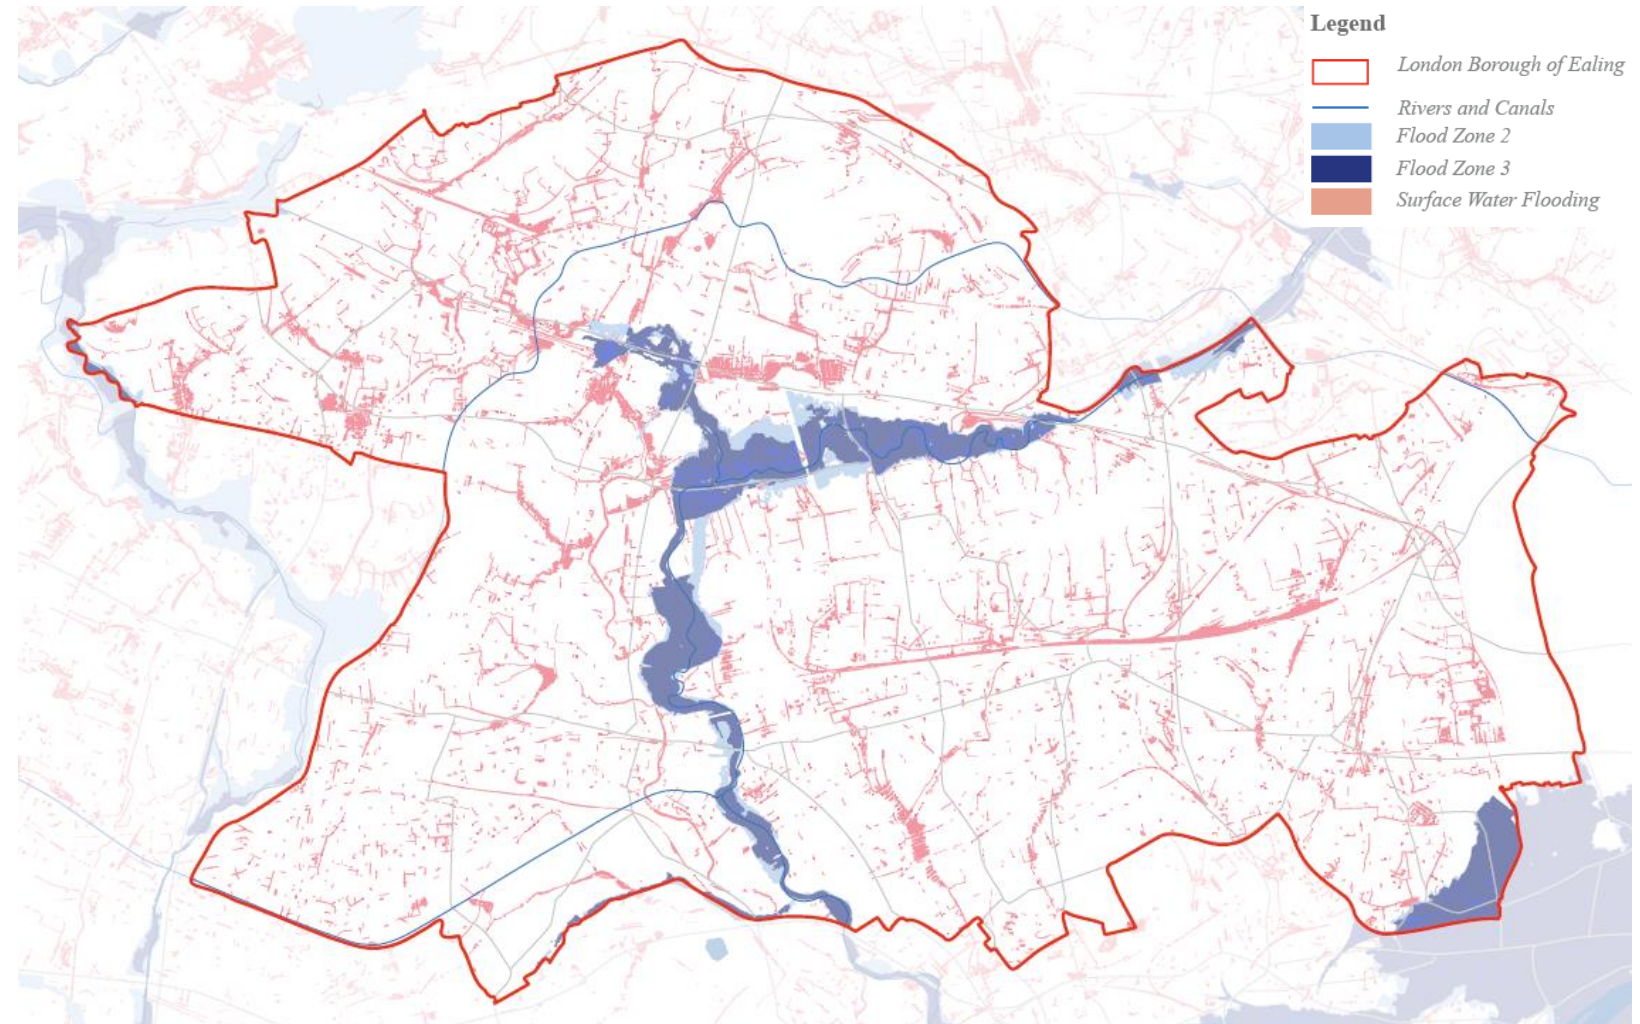 Legend
London Borough of Ealing
Rivers and Canals
Flood Zone 2
Flood Zone 3
Surface Water Flooding